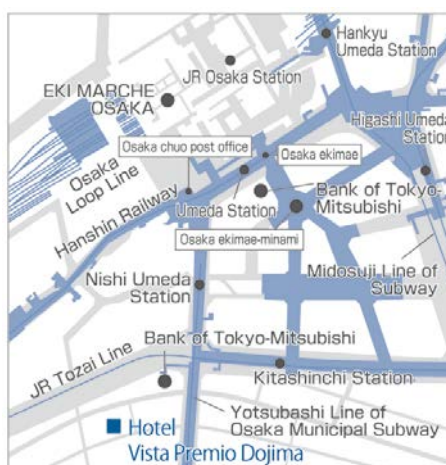 Hankyu
Umeda Station
JR Osaka Station
EKI MARCHE
OSAKA
Higashi Umeda
Station
Osaka chuo post office
Osaka ekimae
Osaka
Loop Line
Hanshin Railway
Umeda Station
Bank of Tokyo-
Mitsubishi
Osaka ekimae-minami
Midosuji Line of
Subway
Nishi Umeda
Station
Bank of Tokyo-Mitsubishi
JR Tozai Line
Kitashinchi Station
Hotel
Vista Premio Dojima
Yotsubashi Line of
Osaka Municipal Subway